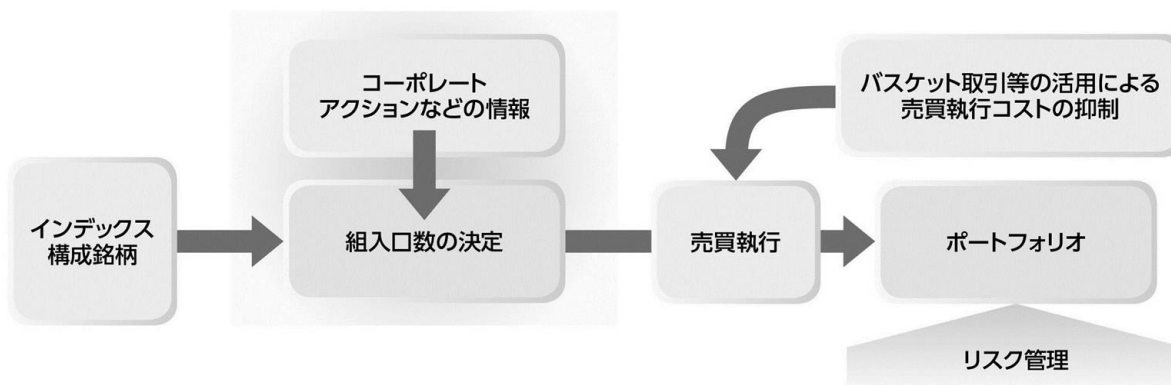 コーポレート
アクションなどの情報
バスケット取引等の活用による
売買執行コストの抑制
インデックス
構成銘柄
組入口数の決定
売買執行
ポートフォリオ
リスク管理